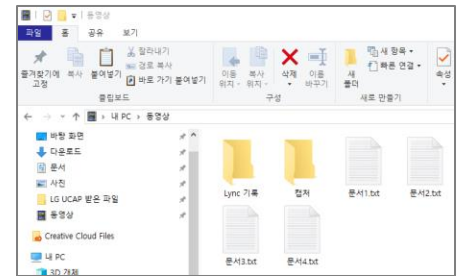 동영상
파일 홈 공유 보기
즐겨찾기에 고정
복사
붙여넣기
잘라내기
경로 복사
바로 가기 붙여넣기
클립보드
이동 위치
복사 위치
삭제
이름 바꾸기
구성
새 폴더
새 항목
빠른 연결
새로 만들기
속성
내 PC > 동영상
바탕 화면
다운로드
문서
사진
LG UCAP 받은 파일
동영상
Creative Cloud Files
내 PC
3D 개체
Lync 기록
캡처
문서1.txt
문서2.txt
문서3.txt
문서4.txt